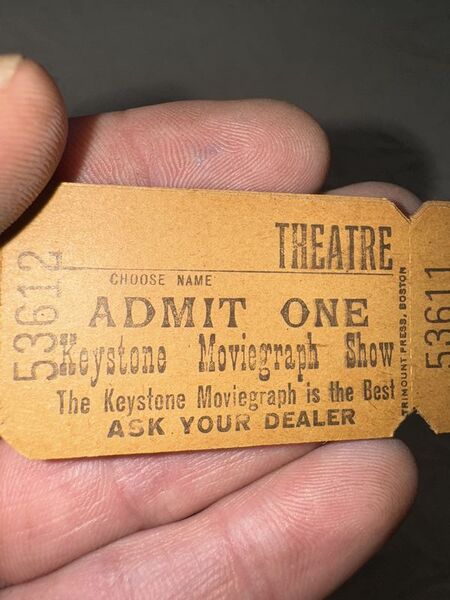 THEATRE
CHOOSE NAME
ADMIT ONE
Keystone Moviegraph Show
The Keystone Moviegraph is the Best
ASK YOUR DEALER
53612
TRIMOUNT PRESS, BOSTON
53611